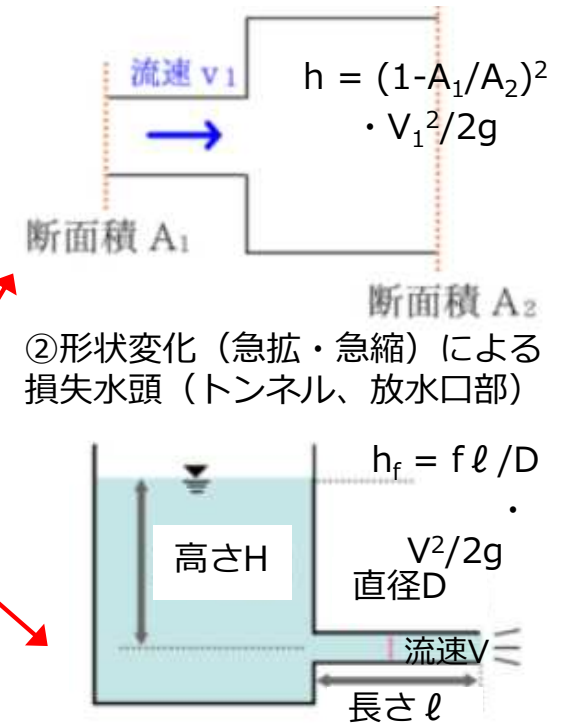 流速 v1
h = (1-A₁/A₂)²
・V₁²/2g
断面積 A₁
断面積 A₂
②形状変化（急拡・急縮）による
損失水頭（トンネル、放水口部）
h_f = fℓ/D
・
V²/2g
高さH
直径D
流速V
長さℓ